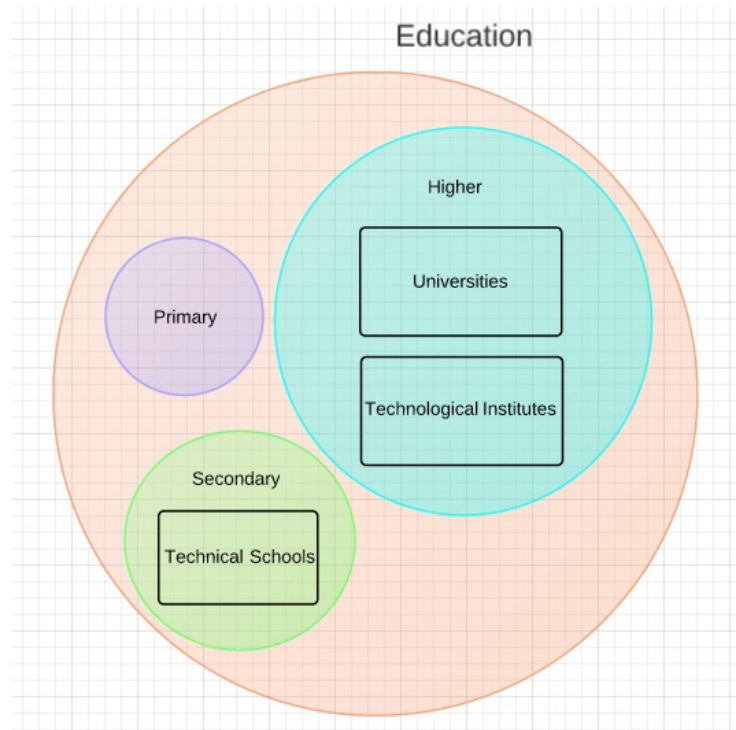 Education
Higher
Universities
Primary
Technological Institutes
Secondary
Technical Schools